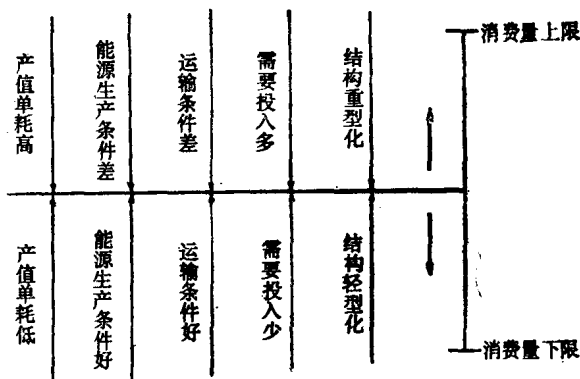 产值单耗高
能源生产条件差
运输条件差
需要投入多
结构重型化
消费量上限
产值单耗低
能源生产条件好
运输条件好
需要投入少
结构轻型化
消费量下限